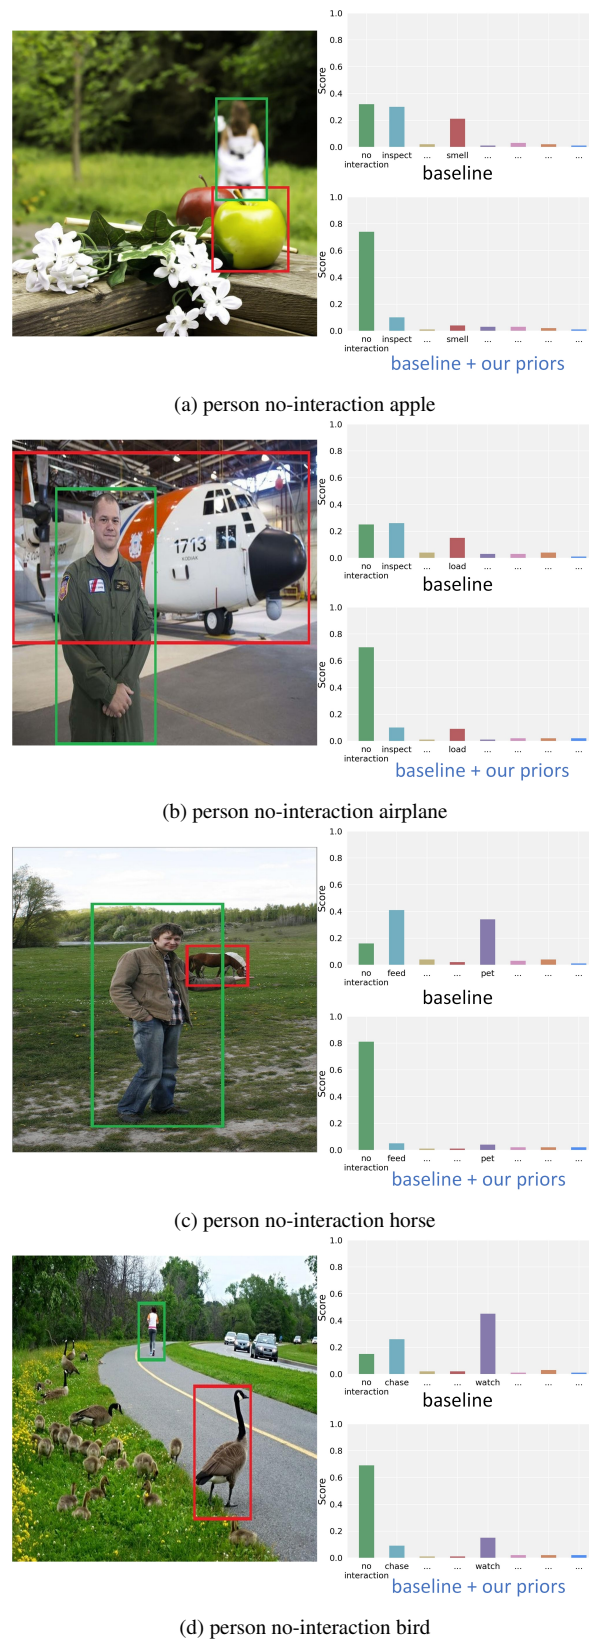 1.0
0.8
0.6
0.4
0.2
0.0
Score
no interaction
inspect
...
smell
...
...
...
...
baseline
1.0
0.8
0.6
0.4
0.2
0.0
Score
no interaction
inspect
...
smell
...
...
...
...
baseline + our priors
(a) person no-interaction apple
1713
KODIAK
1.0
0.8
0.6
0.4
0.2
0.0
Score
no interaction
inspect
...
load
...
...
...
...
baseline
1.0
0.8
0.6
0.4
0.2
0.0
Score
no interaction
inspect
...
load
...
...
...
...
baseline + our priors
(b) person no-interaction airplane
1.0
0.8
0.6
0.4
0.2
0.0
Score
no interaction
feed
...
...
pet
...
...
...
baseline
1.0
0.8
0.6
0.4
0.2
0.0
Score
no interaction
feed
...
...
pet
...
...
...
baseline + our priors
(c) person no-interaction horse
1.0
0.8
0.6
0.4
0.2
0.0
Score
no interaction
chase
...
...
watch
...
...
...
baseline
1.0
0.8
0.6
0.4
0.2
0.0
Score
no interaction
chase
...
...
watch
...
...
...
baseline + our priors
(d) person no-interaction bird